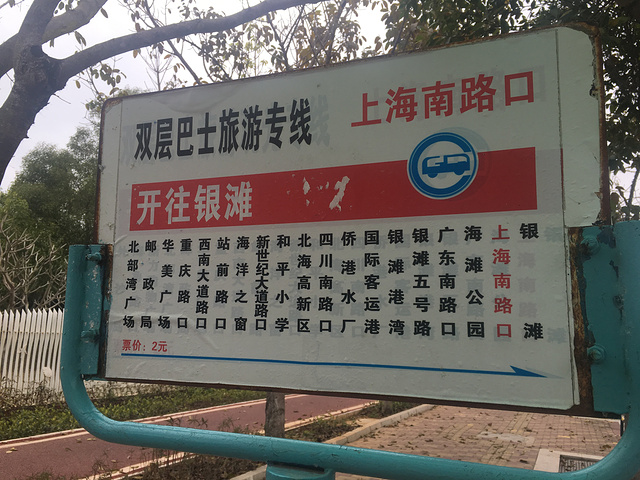 双层巴士旅游专线
上海南路口
开往银滩
北部湾广场
邮政局
华美广场
重庆路口
西南大道路口
站前路口
海洋之窗
新世纪大道路口
和平小学
北海高新区
四川南路口
侨港水厂
国际客运港
银滩港湾
银滩五号路
广东南路口
海滩公园
上海南路口
银滩
票价：2元